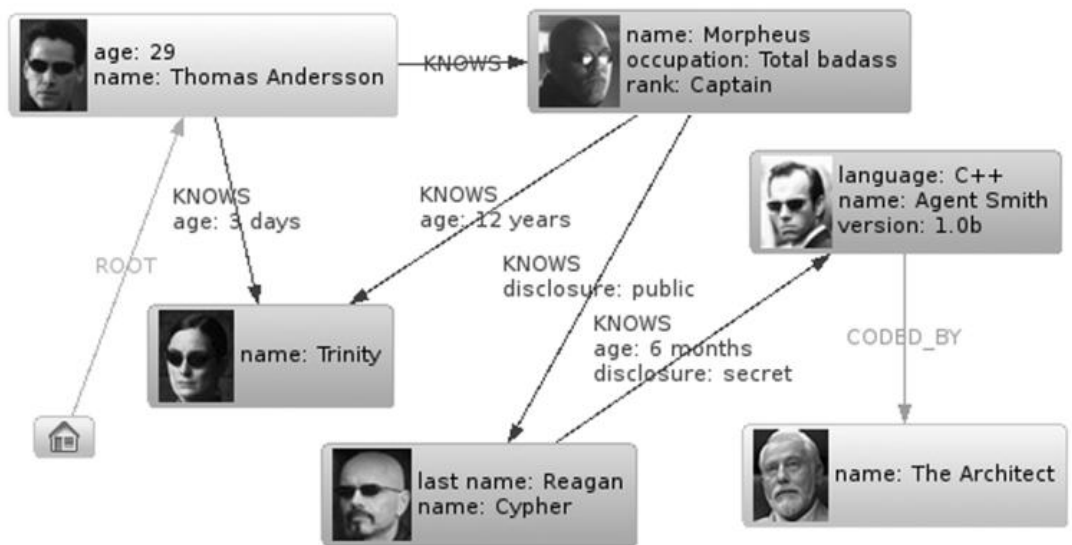 age: 29
name: Thomas Andersson
KNOWS
name: Morpheus
occupation: Total badass
rank: Captain
language: C++
name: Agent Smith
version: 1.0b
KNOWS
age: 3 days
KNOWS
age: 12 years
ROOT
KNOWS
disclosure: public
KNOWS
age: 6 months
disclosure: secret
CODED_BY
name: Trinity
last name: Reagan
name: Cypher
name: The Architect